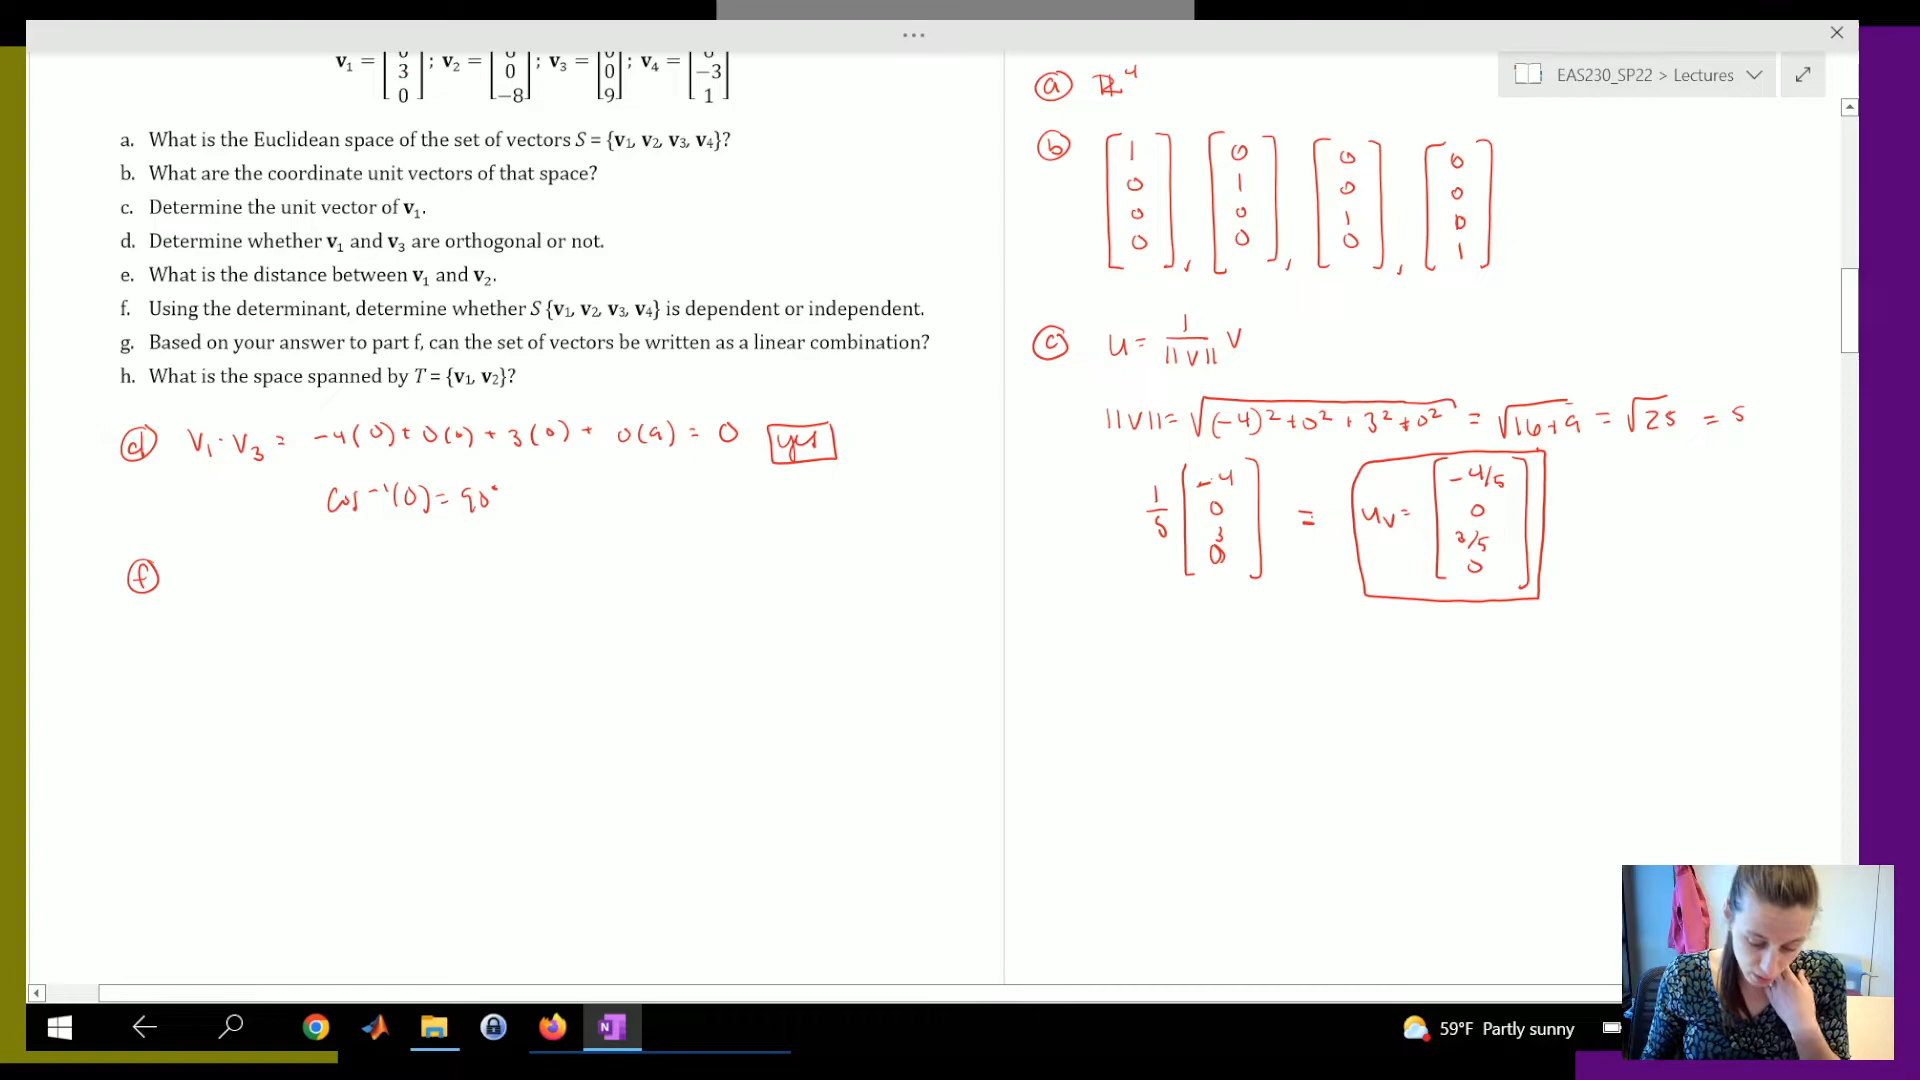 ...
EAS230_SP22 > Lectures
v₁ = [0 3 0] ; v₂ = [0 0 −8] ; v₃ = [0 0 9] ; v₄ = [0 −3 1]
a. What is the Euclidean space of the set of vectors S = {v₁, v₂, v₃, v₄}?
b. What are the coordinate unit vectors of that space?
c. Determine the unit vector of v₁.
d. Determine whether v₁ and v₃ are orthogonal or not.
e. What is the distance between v₁ and v₂.
f. Using the determinant, determine whether S {v₁, v₂, v₃, v₄} is dependent or independent.
g. Based on your answer to part f, can the set of vectors be written as a linear combination?
h. What is the space spanned by T = {v₁, v₂}?
d V₁ · V₃ = -4(0) + 0(0) + 3(0) + 0(9) = 0 yes
cos⁻¹(0) = 90°
f
a ℝ⁴
b [1 0 0 0], [0 1 0 0], [0 0 1 0], [0 0 0 1]
c u = 1/||v|| v
||v|| = √((-4)² + 0² + 3² + 0²) = √(16+9) = √25 = 5
1/5 [-4 0 3 0] = u_v = [-4/5 0 3/5 0]
59°F Partly sunny